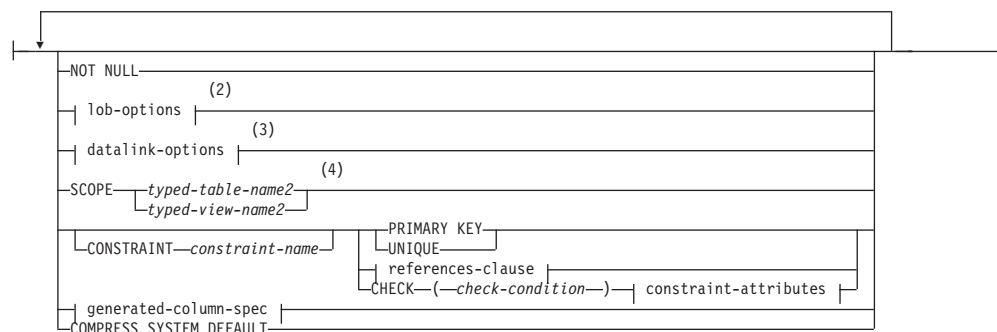 NOT NULL
(2)
lob-options
(3)
datalink-options
(4)
SCOPE typed-table-name2
typed-view-name2
PRIMARY KEY
CONSTRAINT constraint-name UNIQUE
references-clause
CHECK ( check-condition ) constraint-attributes
generated-column-spec
COMPRESS SYSTEM DEFAULT